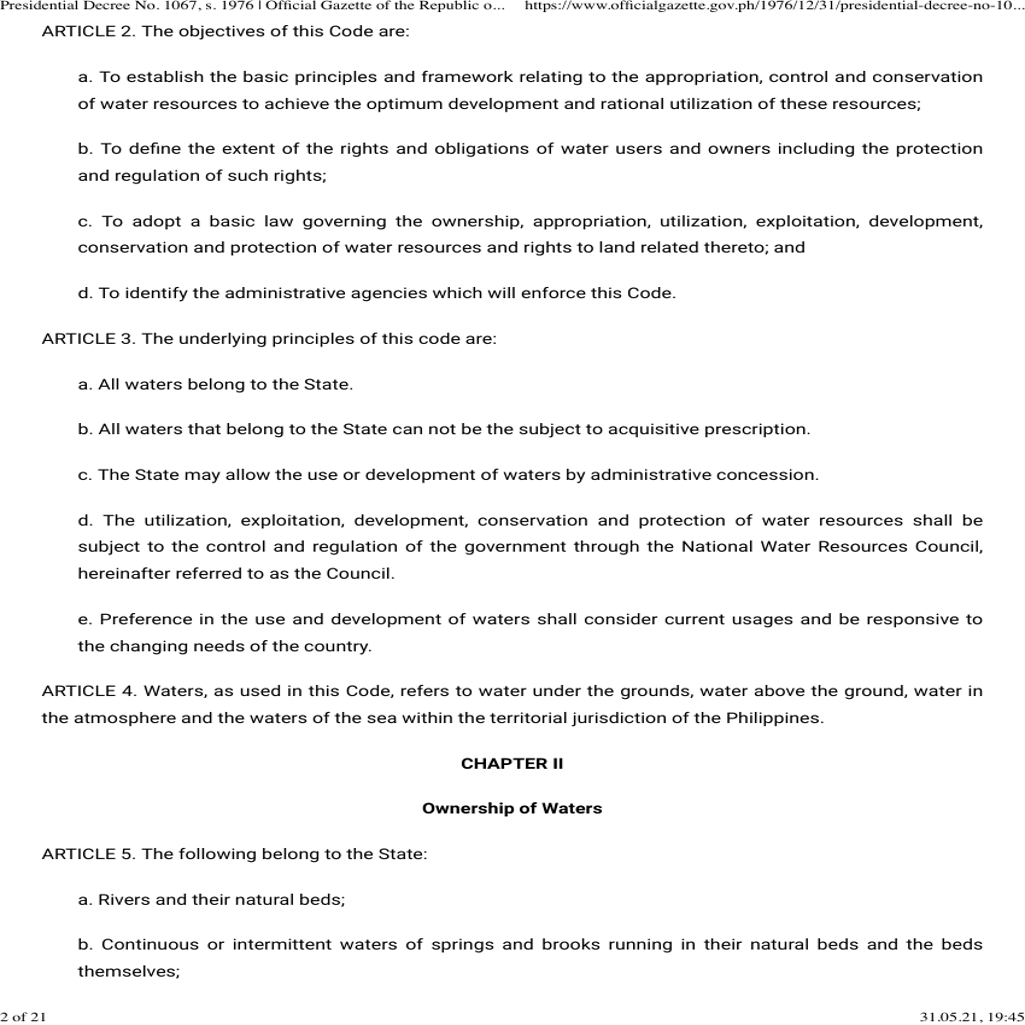 Presidential Decree No. 1067, s. 1976 | Official Gazette of the Republic o... https://www.officialgazette.gov.ph/1976/12/31/presidential-decree-no-10...
ARTICLE 2. The objectives of this Code are:
a. To establish the basic principles and framework relating to the appropriation, control and conservation
of water resources to achieve the optimum development and rational utilization of these resources;
b. To define the extent of the rights and obligations of water users and owners including the protection
and regulation of such rights;
c. To adopt a basic law governing the ownership, appropriation, utilization, exploitation, development,
conservation and protection of water resources and rights to land related thereto; and
d. To identify the administrative agencies which will enforce this Code.
ARTICLE 3. The underlying principles of this code are:
a. All waters belong to the State.
b. All waters that belong to the State can not be the subject to acquisitive prescription.
c. The State may allow the use or development of waters by administrative concession.
d. The utilization, exploitation, development, conservation and protection of water resources shall be
subject to the control and regulation of the government through the National Water Resources Council,
hereinafter referred to as the Council.
e. Preference in the use and development of waters shall consider current usages and be responsive to
the changing needs of the country.
ARTICLE 4. Waters, as used in this Code, refers to water under the grounds, water above the ground, water in
the atmosphere and the waters of the sea within the territorial jurisdiction of the Philippines.
CHAPTER II
Ownership of Waters
ARTICLE 5. The following belong to the State:
a. Rivers and their natural beds;
b. Continuous or intermittent waters of springs and brooks running in their natural beds and the beds
themselves;
2 of 21 31.05.21, 19:45